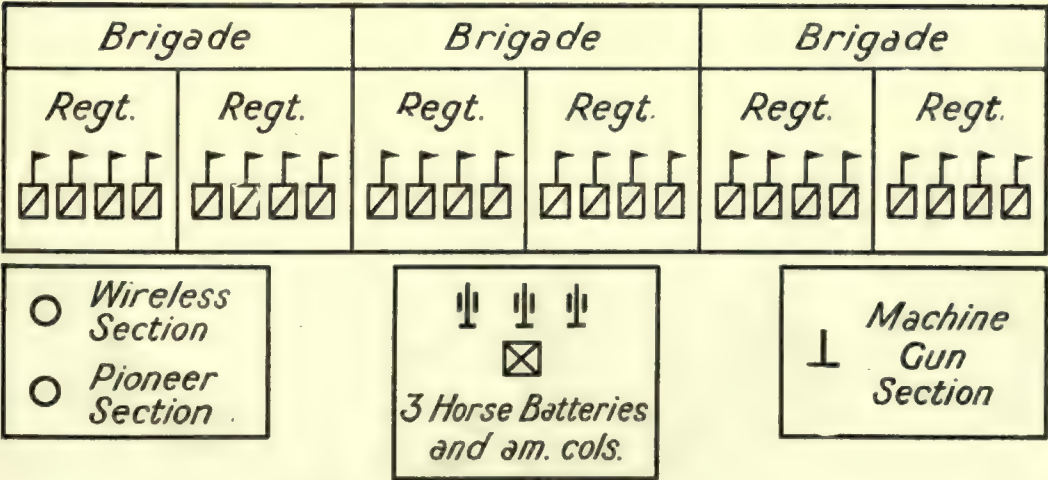 Brigade Brigade Brigade
Regt. Regt. Regt. Regt. Regt. Regt.
Wireless
Section
Pioneer
Section
3 Horse Batteries
and am. cols.
Machine
Gun
Section